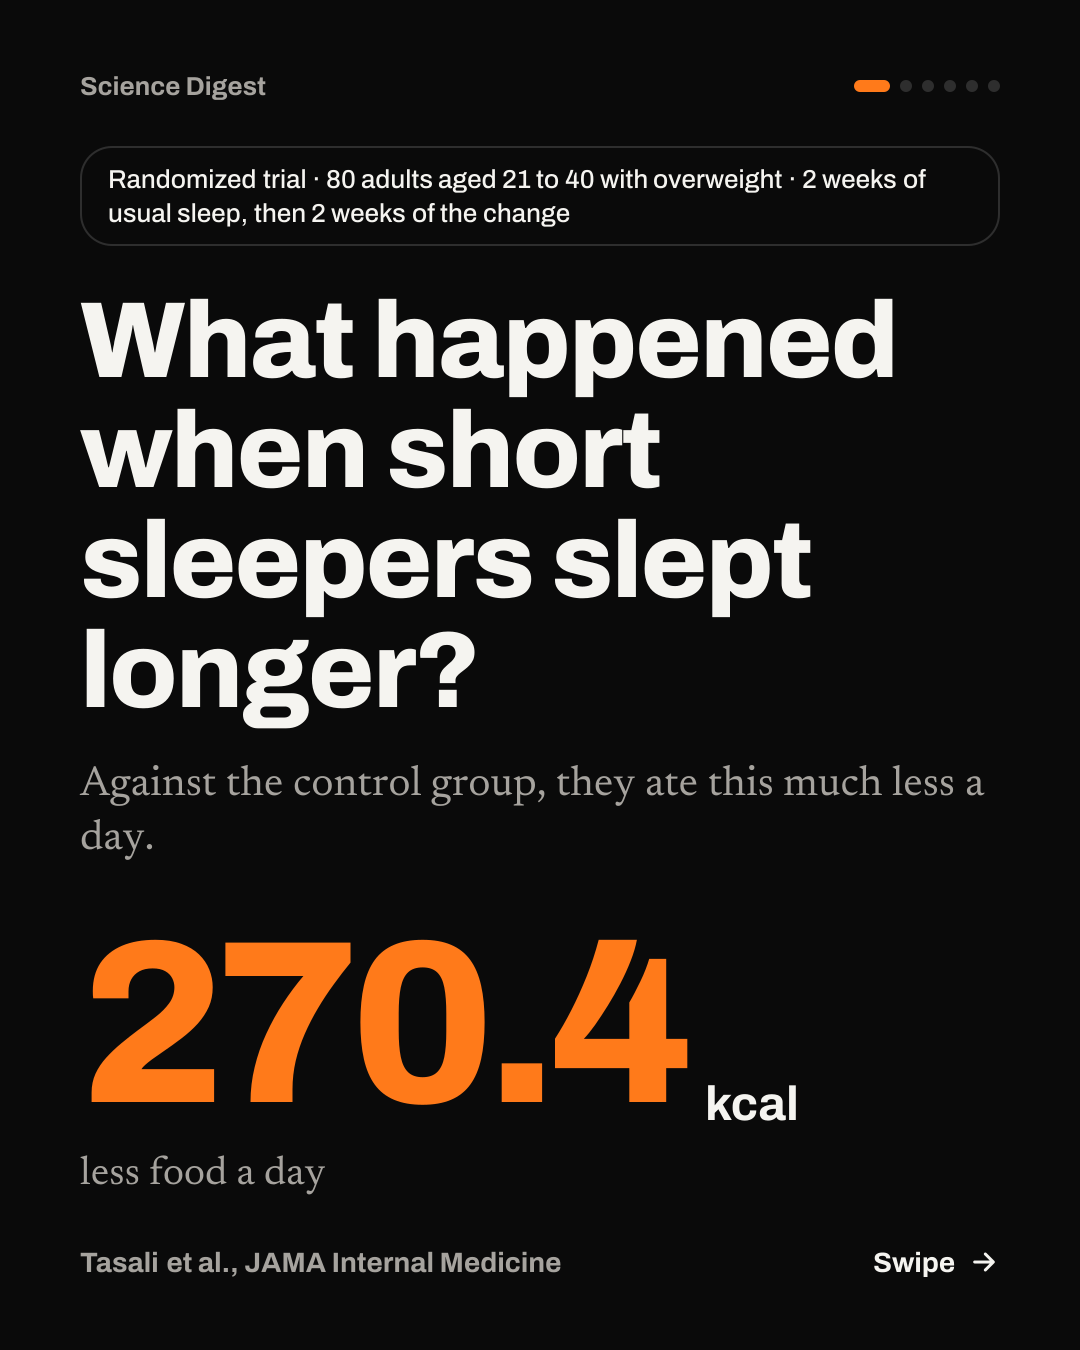 Science Digest
Randomized trial · 80 adults aged 21 to 40 with overweight · 2 weeks of
usual sleep, then 2 weeks of the change
What happened
when short
sleepers slept
longer?
Against the control group, they ate this much less a
day.
270.4 kcal
less food a day
Tasali et al., JAMA Internal Medicine
Swipe →